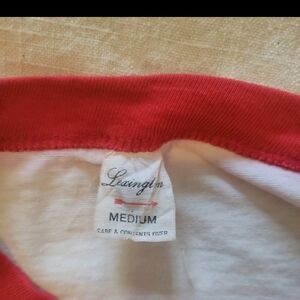 Lexington
MEDIUM
CARE & CONTENTS OVER